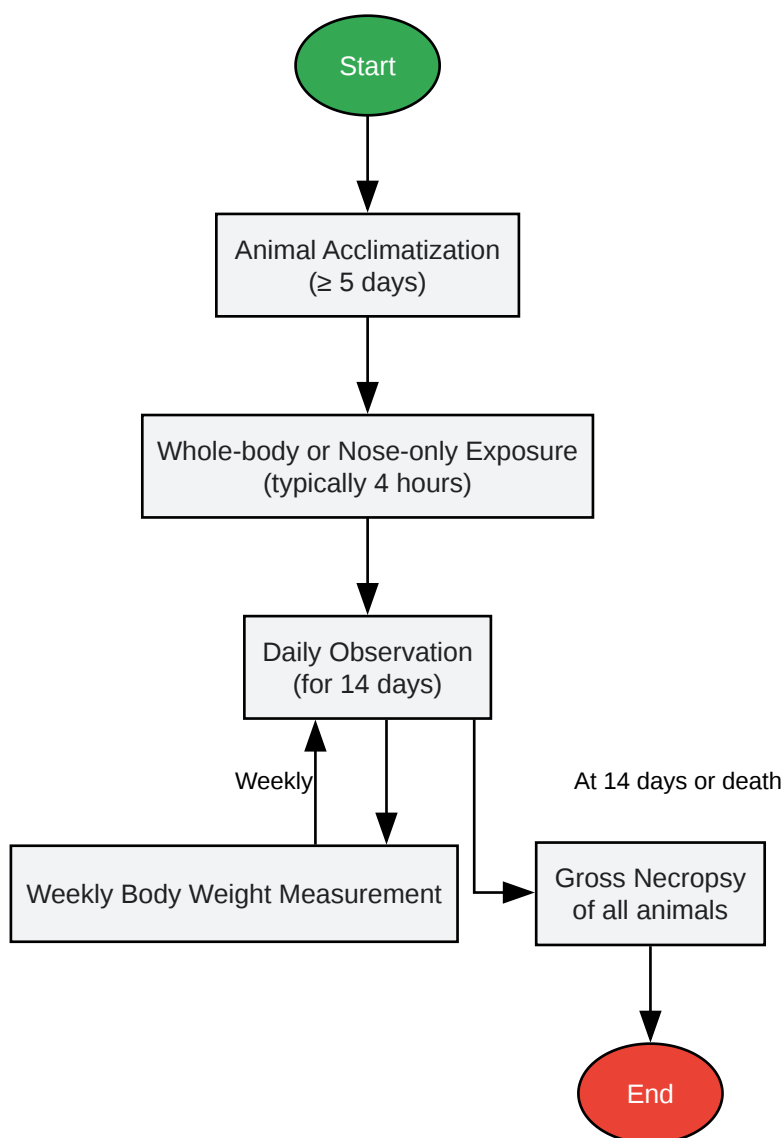 Start
Animal Acclimatization
(≥ 5 days)
Whole-body or Nose-only Exposure
(typically 4 hours)
Daily Observation
(for 14 days)
Weekly
At 14 days or death
Weekly Body Weight Measurement
Gross Necropsy
of all animals
End